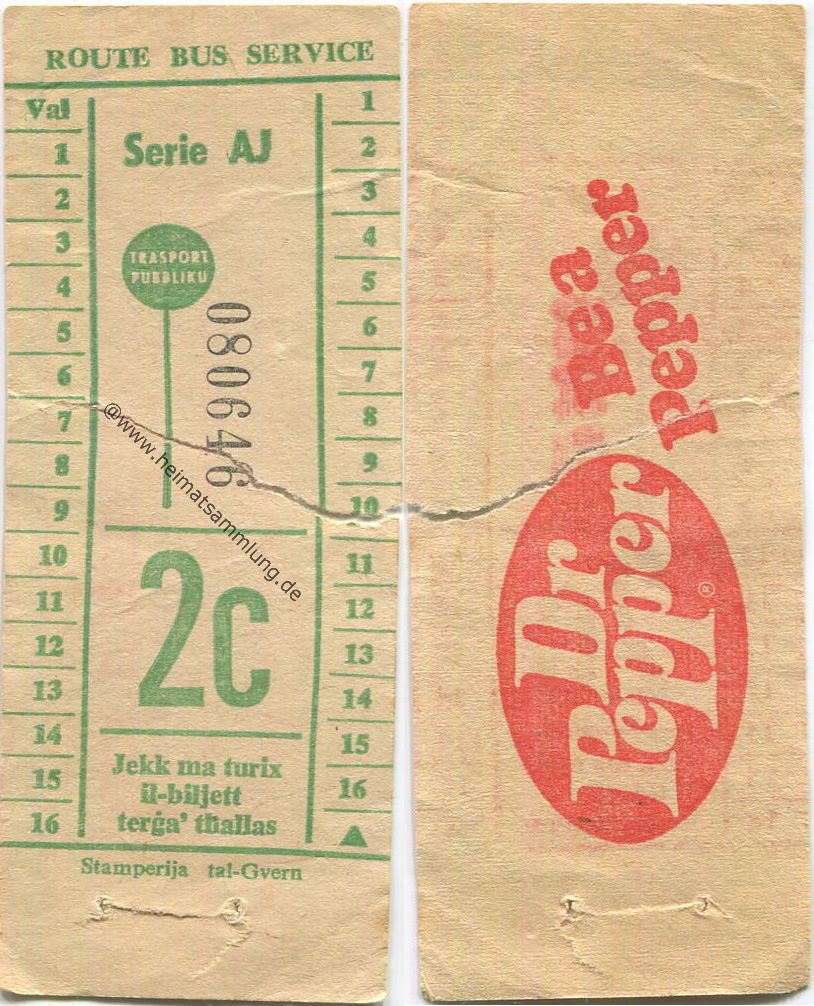 ROUTE BUS SERVICE
Val
1
2
3
4
5
6
7
8
9
10
11
12
13
14
15
16
Serie AJ
TRASPORT
PUBBLIKU
080646
2c
Jekk ma turix
il-biljett
terġa' tħallas
1
2
3
4
5
6
7
8
9
10
11
12
13
14
15
16
Stamperija tal-Gvern
@www.heimatsammlung.de
Be a
pepper
Dr
Pepper
®